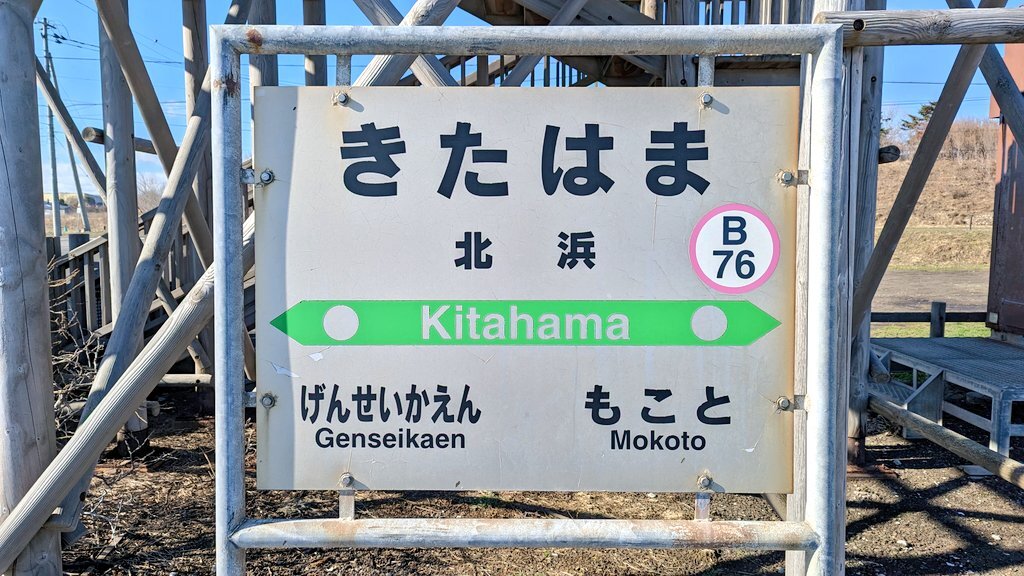 きたはま
北 浜
B
76
Kitahama
げんせいかえん
Genseikaen
もこと
Mokoto